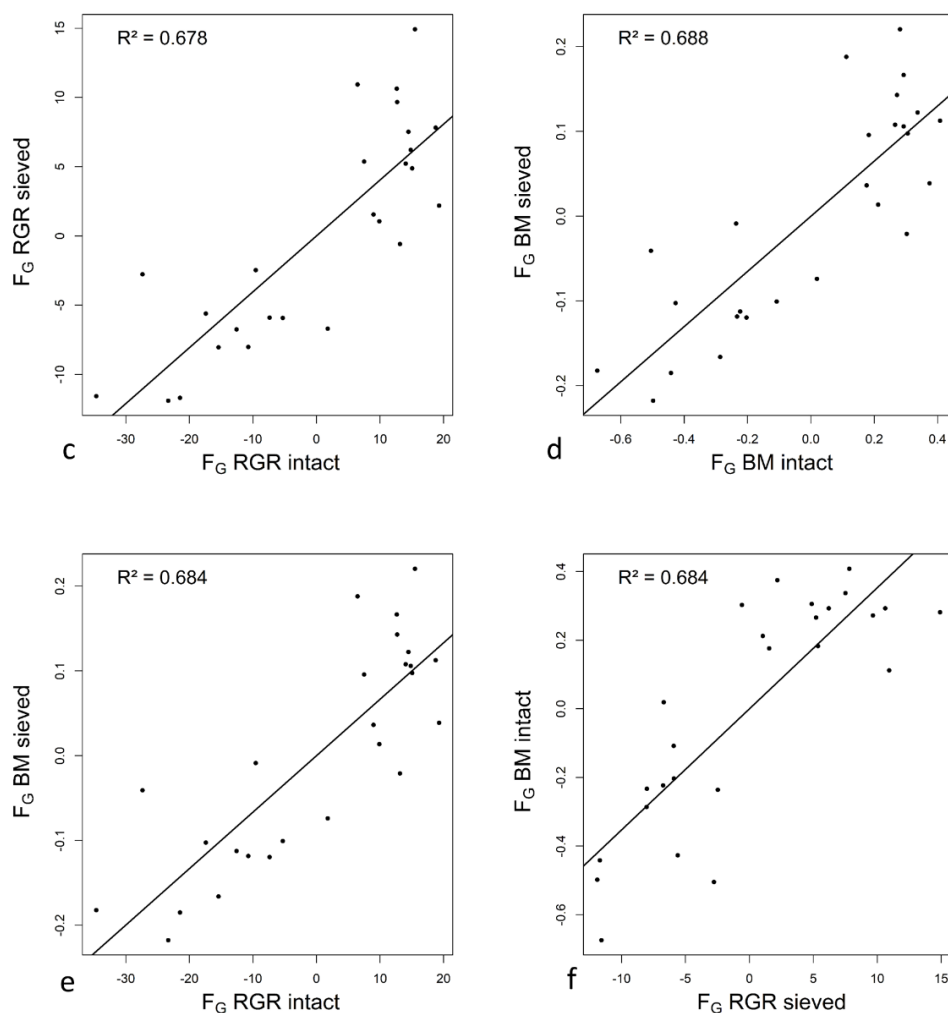 R² = 0.678
15
10
5
0
-5
-10
F_G RGR sieved
-30 -20 -10 0 10 20
c F_G RGR intact
R² = 0.688
0.2
0.1
0.0
-0.1
-0.2
F_G BM sieved
-0.6 -0.4 -0.2 0.0 0.2 0.4
d F_G BM intact
R² = 0.684
0.2
0.1
0.0
-0.1
-0.2
F_G BM sieved
-30 -20 -10 0 10 20
e F_G RGR intact
R² = 0.684
0.4
0.2
0.0
-0.2
-0.4
-0.6
F_G BM intact
-10 -5 0 5 10 15
f F_G RGR sieved